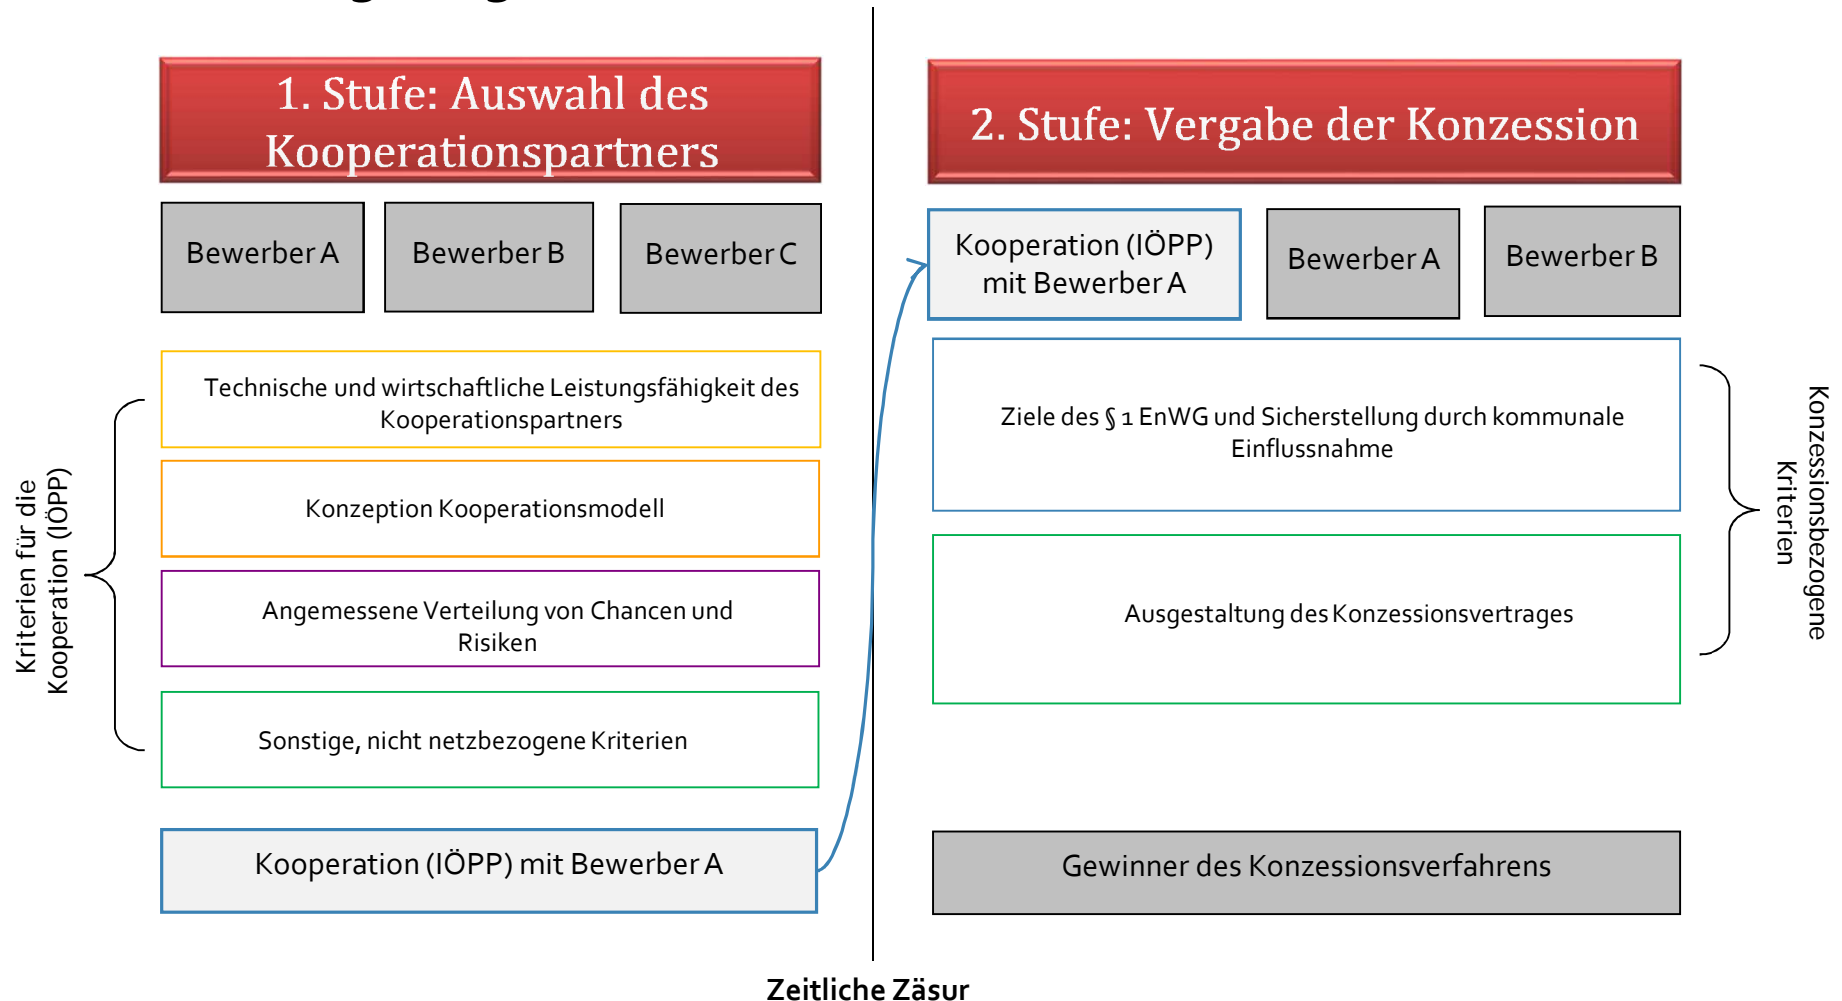 1. Stufe: Auswahl des
Kooperationspartners
Bewerber A
Bewerber B
Bewerber C
Kriterien für die
Kooperation (IÖPP)
Technische und wirtschaftliche Leistungsfähigkeit des
Kooperationspartners
Konzeption Kooperationsmodell
Angemessene Verteilung von Chancen und
Risiken
Sonstige, nicht netzbezogene Kriterien
Kooperation (IÖPP) mit Bewerber A
2. Stufe: Vergabe der Konzession
Kooperation (IÖPP)
mit Bewerber A
Bewerber A
Bewerber B
Ziele des § 1 EnWG und Sicherstellung durch kommunale
Einflussnahme
Ausgestaltung des Konzessionsvertrages
Konzessionsbezogene
Kriterien
Gewinner des Konzessionsverfahrens
Zeitliche Zäsur